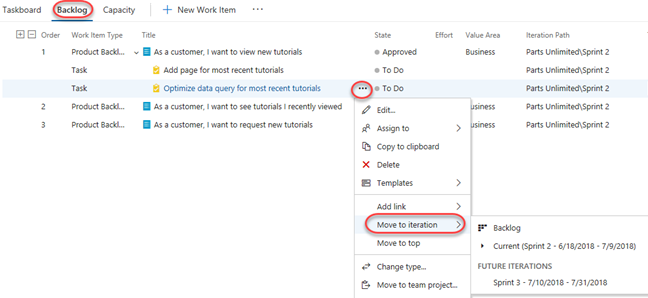 Taskboard Backlog Capacity + New Work Item ...
Order Work Item Type Title State Effort Value Area Iteration Path
1 Product Backl... As a customer, I want to view new tutorials Approved Business Parts Unlimited\Sprint 2
Task Add page for most recent tutorials To Do Parts Unlimited\Sprint 2
Task Optimize data query for most recent tutorials ... To Do Parts Unlimited\Sprint 2
2 Product Backl... As a customer, I want to see tutorials I recently viewed Business Parts Unlimited\Sprint 2
3 Product Backl... As a customer, I want to request new tutorials Business Parts Unlimited\Sprint 2
Edit...
Assign to
Copy to clipboard
Delete
Templates
Add link
Move to iteration
Move to top
Change type...
Move to team project...
Backlog
Current (Sprint 2 - 6/18/2018 - 7/9/2018)
FUTURE ITERATIONS
Sprint 3 - 7/10/2018 - 7/31/2018